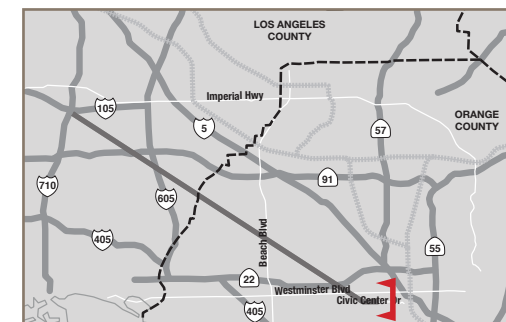 LOS ANGELES
COUNTY
Imperial Hwy
105
5
57
ORANGE
COUNTY
710
605
91
405
Beach Blvd
55
22
Westminster Blvd
Civic Center Dr
405